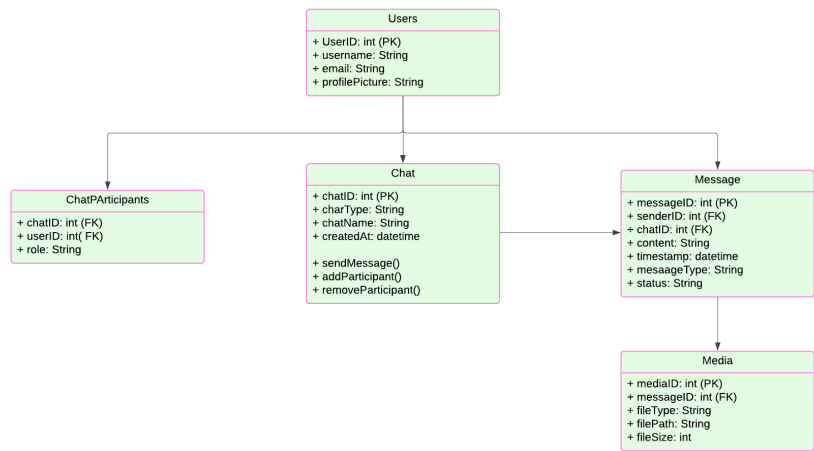 Users
+ UserID: int (PK)
+ username: String
+ email: String
+ profilePicture: String
ChatPArticipants
+ chatID: int (FK)
+ userID: int( FK)
+ role: String
Chat
+ chatID: int (PK)
+ charType: String
+ chatName: String
+ createdAt: datetime
+ sendMessage()
+ addParticipant()
+ removeParticipant()
Message
+ messageID: int (PK)
+ senderID: int (FK)
+ chatID: int (FK)
+ content: String
+ timestamp: datetime
+ mesaageType: String
+ status: String
Media
+ mediaID: int (PK)
+ messageID: int (FK)
+ fileType: String
+ filePath: String
+ fileSize: int